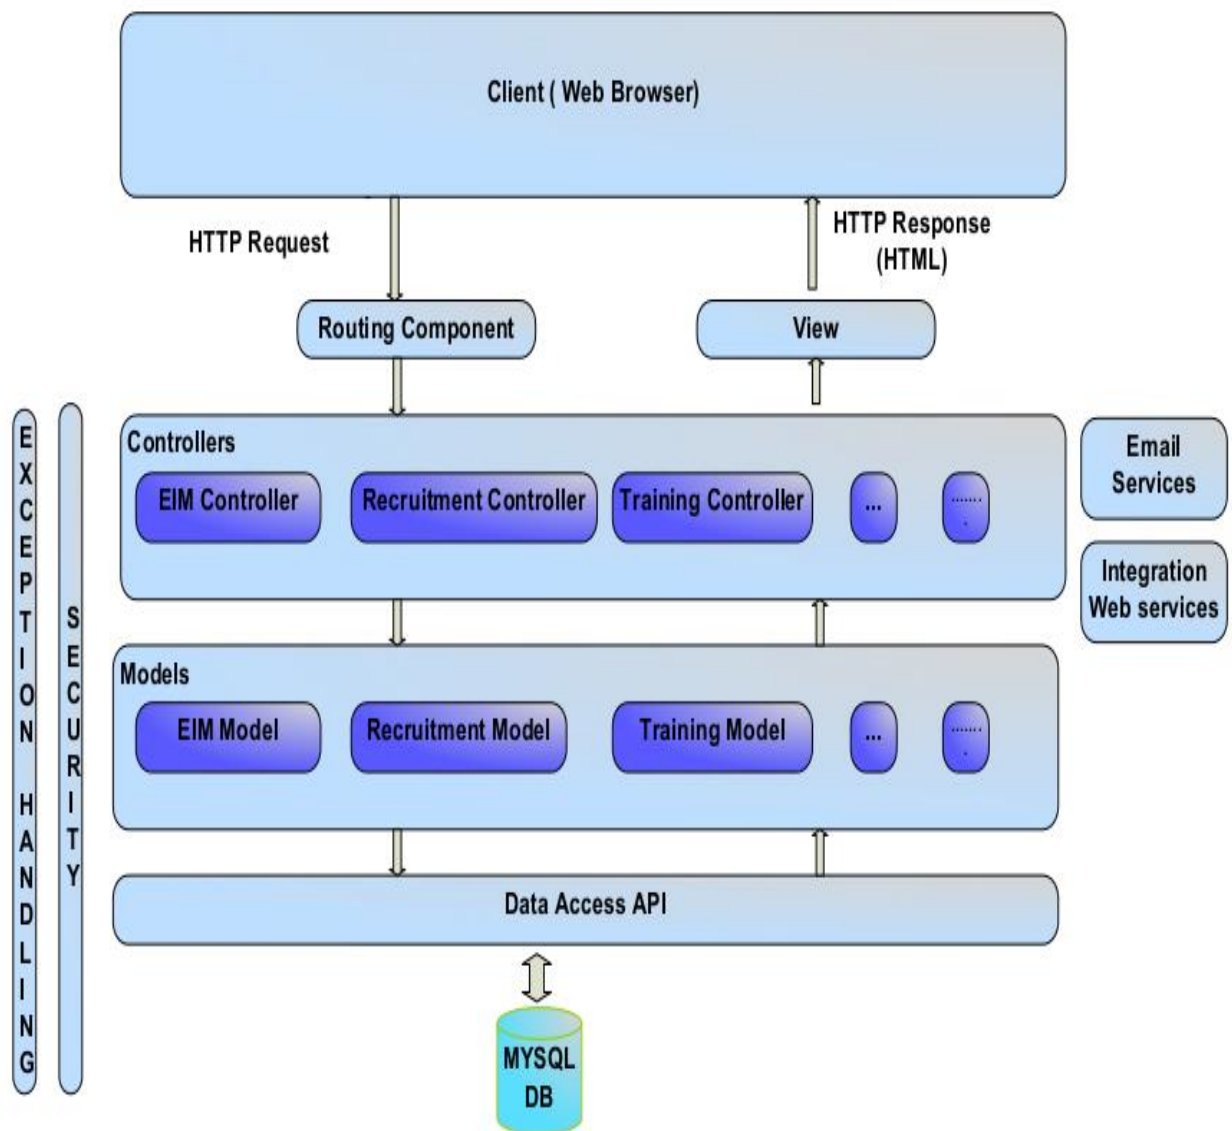 Client ( Web Browser)
HTTP Request
HTTP Response
(HTML)
Routing Component
View
EXCEPTION HANDLING
SECURITY
Controllers
EIM Controller
Recruitment Controller
Training Controller
...
.......
.
Email
Services
Integration
Web services
Models
EIM Model
Recruitment Model
Training Model
...
.......
.
Data Access API
MYSQL
DB